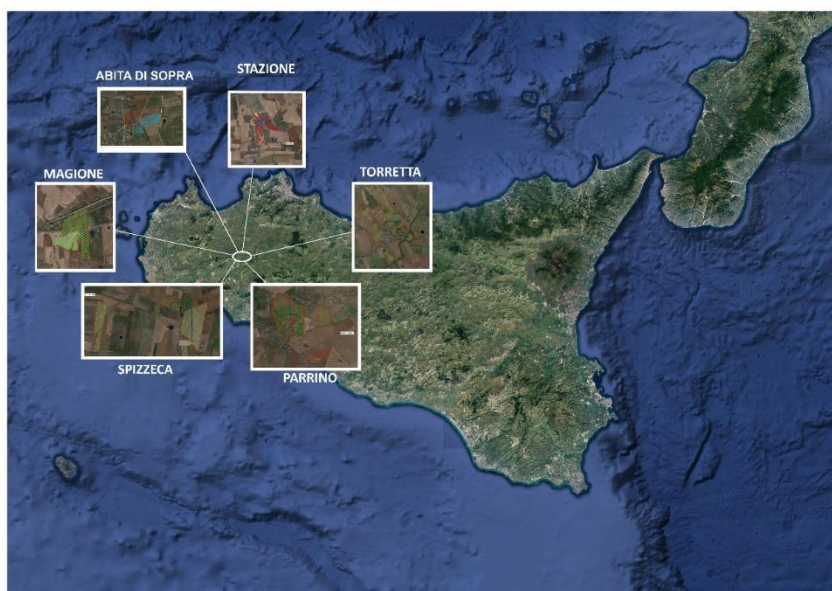 STAZIONE
ABITA DI SOPRA
MAGIONE
TORRETTA
SPIZZECA
PARRINO